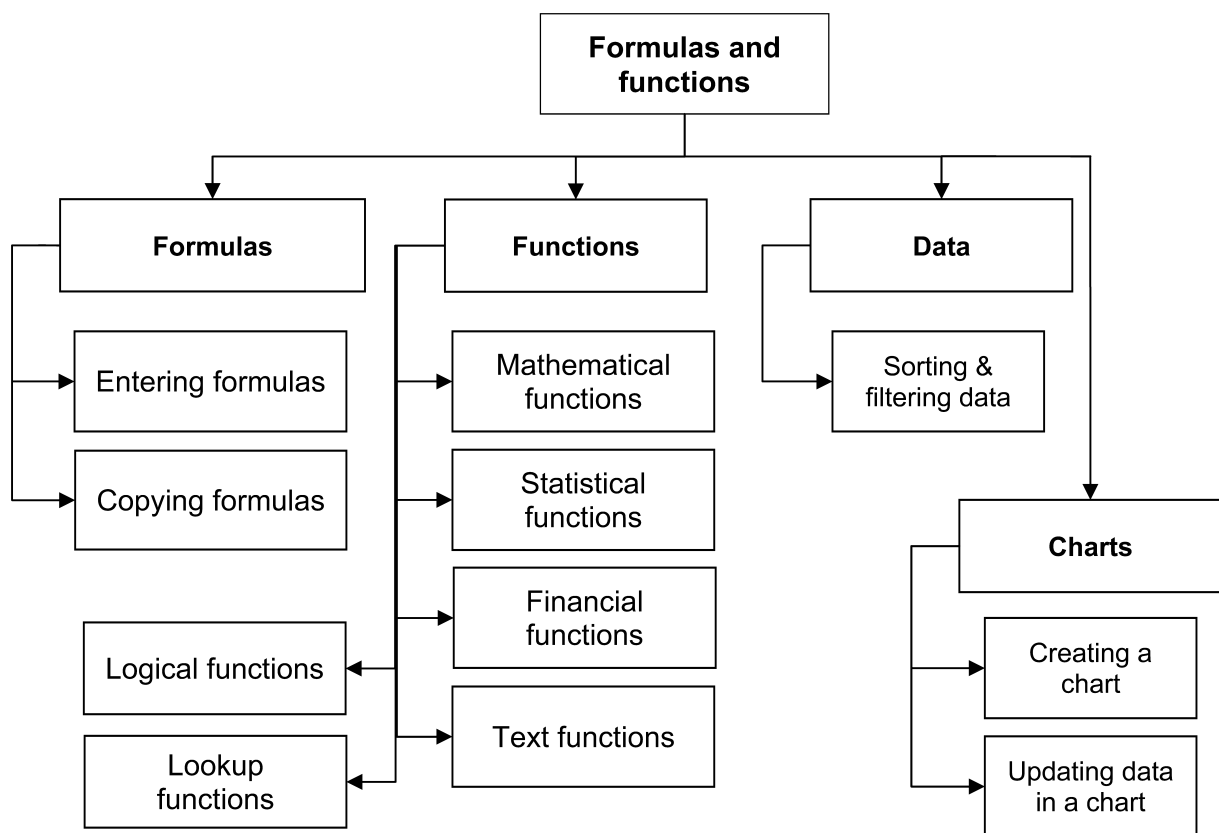 Formulas and
functions
Formulas
Functions
Data
Entering formulas
Mathematical
functions
Sorting &
filtering data
Copying formulas
Statistical
functions
Charts
Financial
functions
Logical functions
Creating a
chart
Text functions
Lookup
functions
Updating data
in a chart